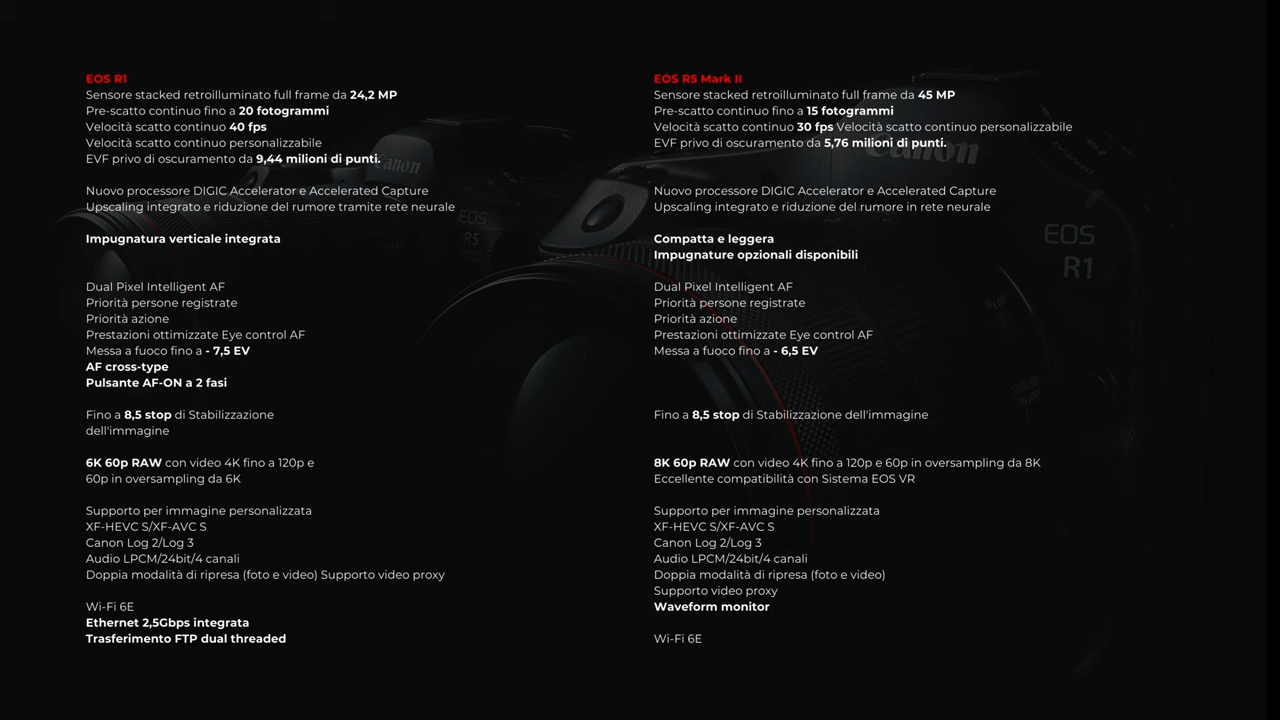 EOS R1
Sensore stacked retroilluminato full frame da 24,2 MP
Pre-scatto continuo fino a 20 fotogrammi
Velocità scatto continuo 40 fps
Velocità scatto continuo personalizzabile
EVF privo di oscuramento da 9,44 milioni di punti.
Nuovo processore DIGIC Accelerator e Accelerated Capture
Upscaling integrato e riduzione del rumore tramite rete neurale
Impugnatura verticale integrata
Dual Pixel Intelligent AF
Priorità persone registrate
Priorità azione
Prestazioni ottimizzate Eye control AF
Messa a fuoco fino a - 7,5 EV
AF cross-type
Pulsante AF-ON a 2 fasi
Fino a 8,5 stop di Stabilizzazione
dell'immagine
6K 60p RAW con video 4K fino a 120p e
60p in oversampling da 6K
Supporto per immagine personalizzata
XF-HEVC S/XF-AVC S
Canon Log 2/Log 3
Audio LPCM/24bit/4 canali
Doppia modalità di ripresa (foto e video) Supporto video proxy
Wi-Fi 6E
Ethernet 2,5Gbps integrata
Trasferimento FTP dual threaded
EOS R5 Mark II
Sensore stacked retroilluminato full frame da 45 MP
Pre-scatto continuo fino a 15 fotogrammi
Velocità scatto continuo 30 fps Velocità scatto continuo personalizzabile
EVF privo di oscuramento da 5,76 milioni di punti.
Nuovo processore DIGIC Accelerator e Accelerated Capture
Upscaling integrato e riduzione del rumore in rete neurale
Compatta e leggera
Impugnature opzionali disponibili
Dual Pixel Intelligent AF
Priorità persone registrate
Priorità azione
Prestazioni ottimizzate Eye control AF
Messa a fuoco fino a - 6,5 EV
Fino a 8,5 stop di Stabilizzazione dell'immagine
8K 60p RAW con video 4K fino a 120p e 60p in oversampling da 8K
Eccellente compatibilità con Sistema EOS VR
Supporto per immagine personalizzata
XF-HEVC S/XF-AVC S
Canon Log 2/Log 3
Audio LPCM/24bit/4 canali
Doppia modalità di ripresa (foto e video)
Supporto video proxy
Waveform monitor
Wi-Fi 6E
Canon
EOS
R5
Canon
EOS
R1